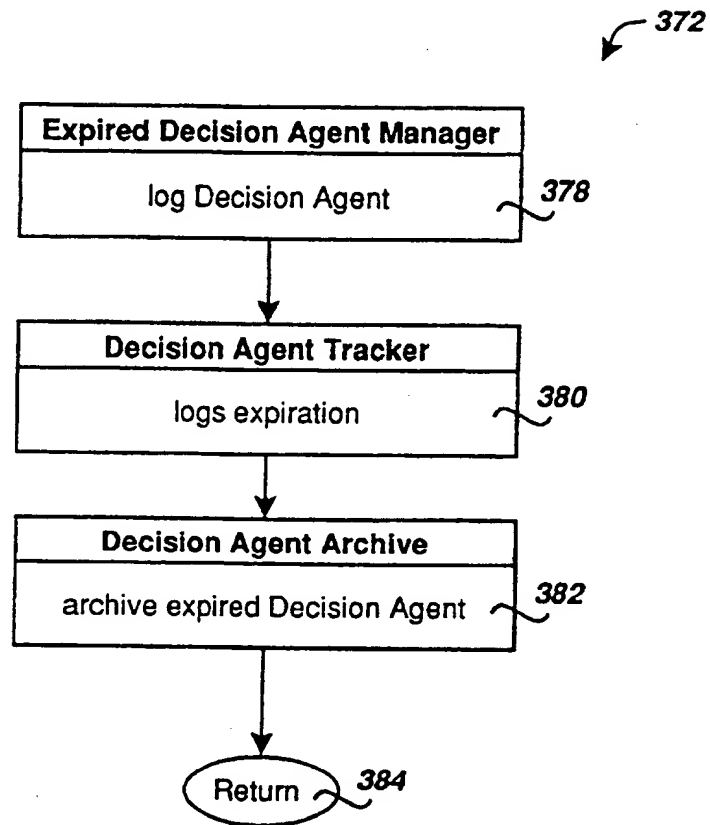 372
Expired Decision Agent Manager
log Decision Agent
378
Decision Agent Tracker
logs expiration
380
Decision Agent Archive
archive expired Decision Agent
382
Return
384